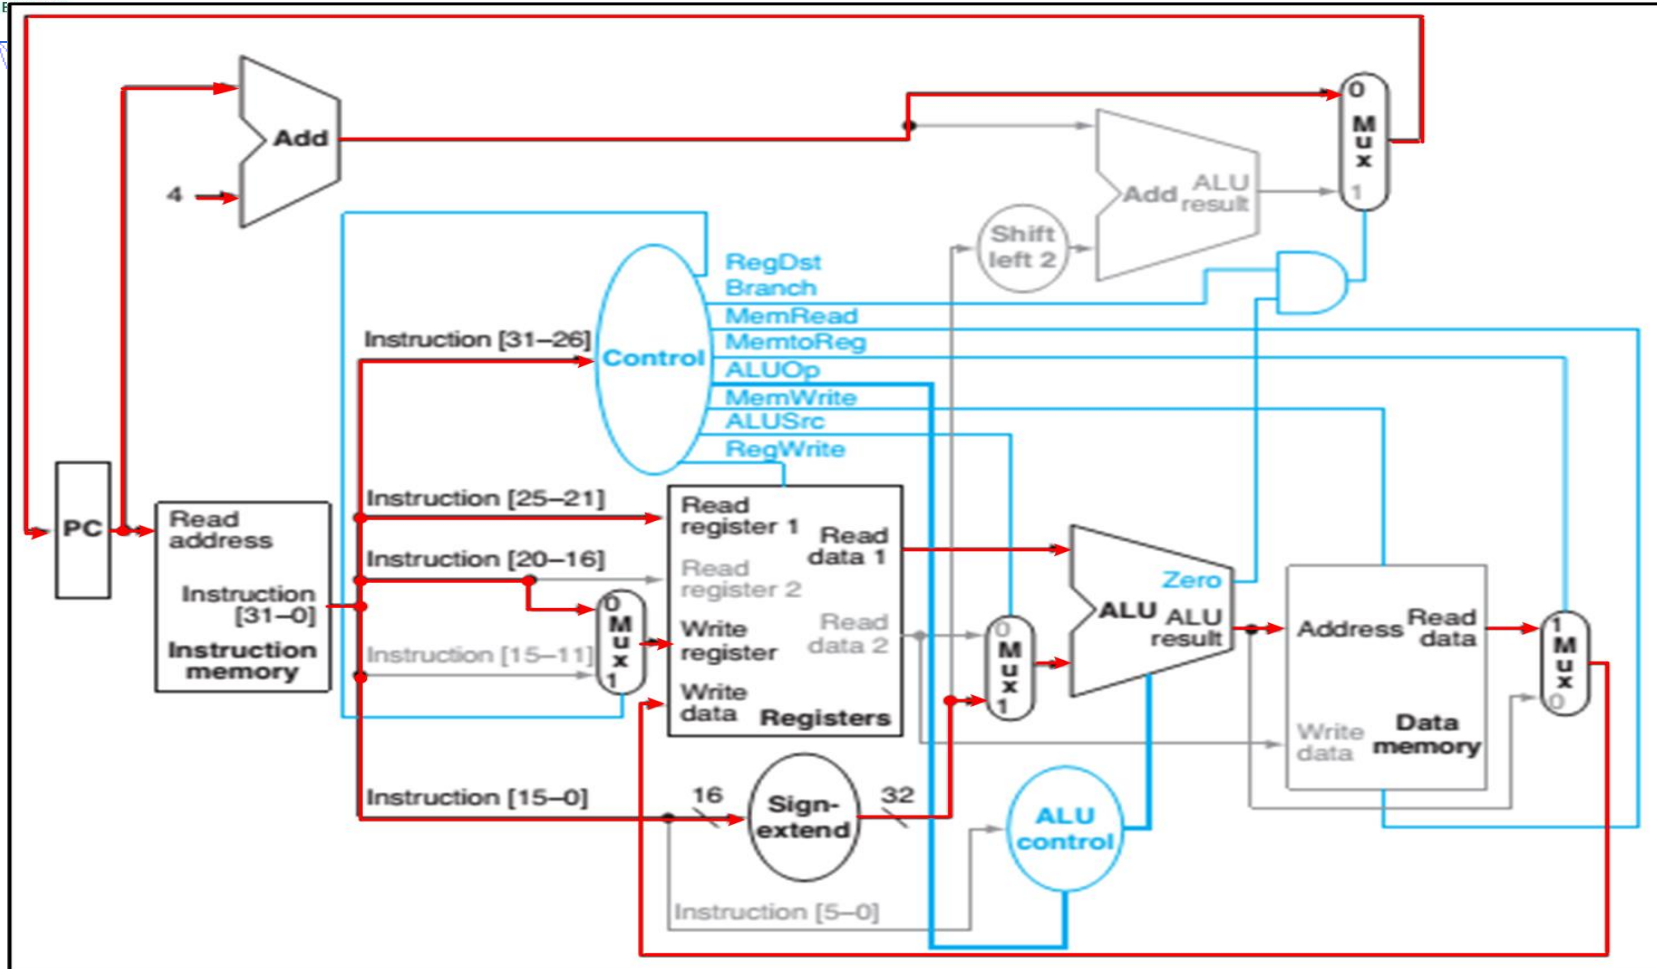 E
0
M
u
x
1
Add
4
Add ALU
result
Shift
left 2
RegDst
Branch
MemRead
MemtoReg
ALUOp
MemWrite
ALUSrc
RegWrite
Control
Instruction [31–26]
Instruction [25–21]
Instruction [20–16]
Instruction [15–11]
Instruction [15–0]
Instruction [5–0]
PC
Read
address
Instruction
[31–0]
Instruction
memory
0
M
u
x
1
Read
register 1
Read
register 2
Write
register
Write
data
Read
data 1
Read
data 2
Registers
16
Sign-
extend
32
0
M
u
x
1
Zero
ALU ALU
result
ALU
control
Address
Read
data
Write
data
Data
memory
1
M
u
x
0